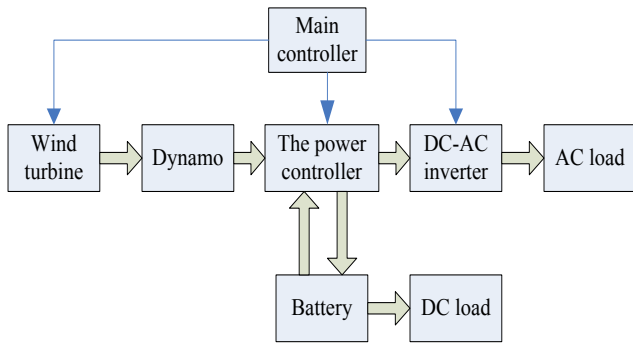 Main
controller
Wind
turbine
Dynamo
The power
controller
DC-AC
inverter
AC load
Battery
DC load